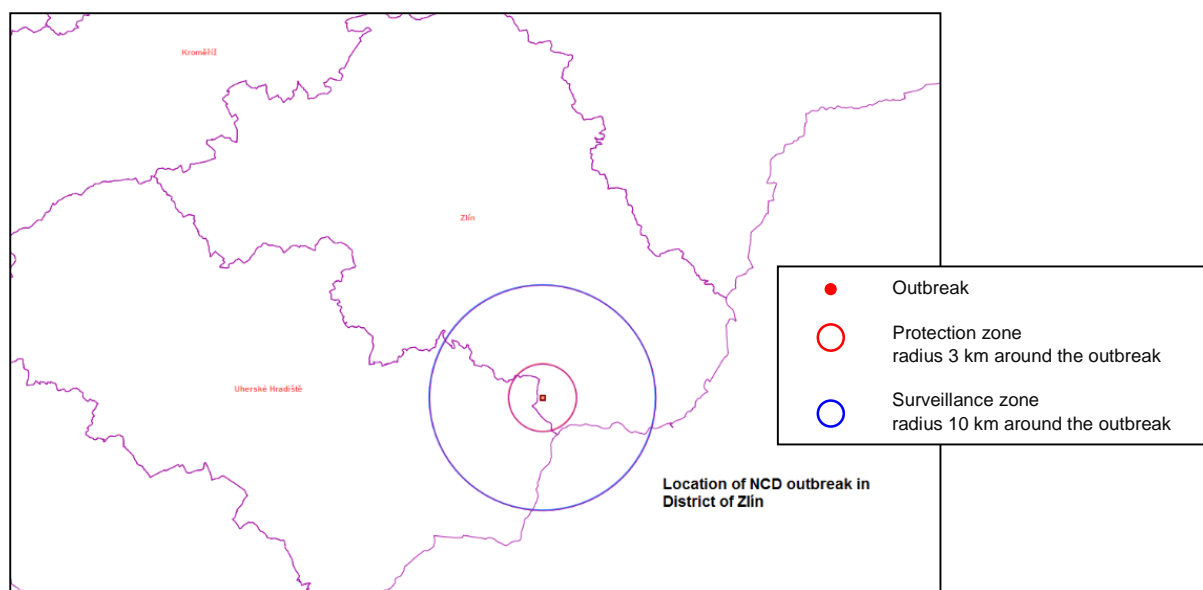 Kroměříž
Zlín
Uherské Hradiště
Location of NCD outbreak in
District of Zlín
Outbreak
Protection zone
radius 3 km around the outbreak
Surveillance zone
radius 10 km around the outbreak